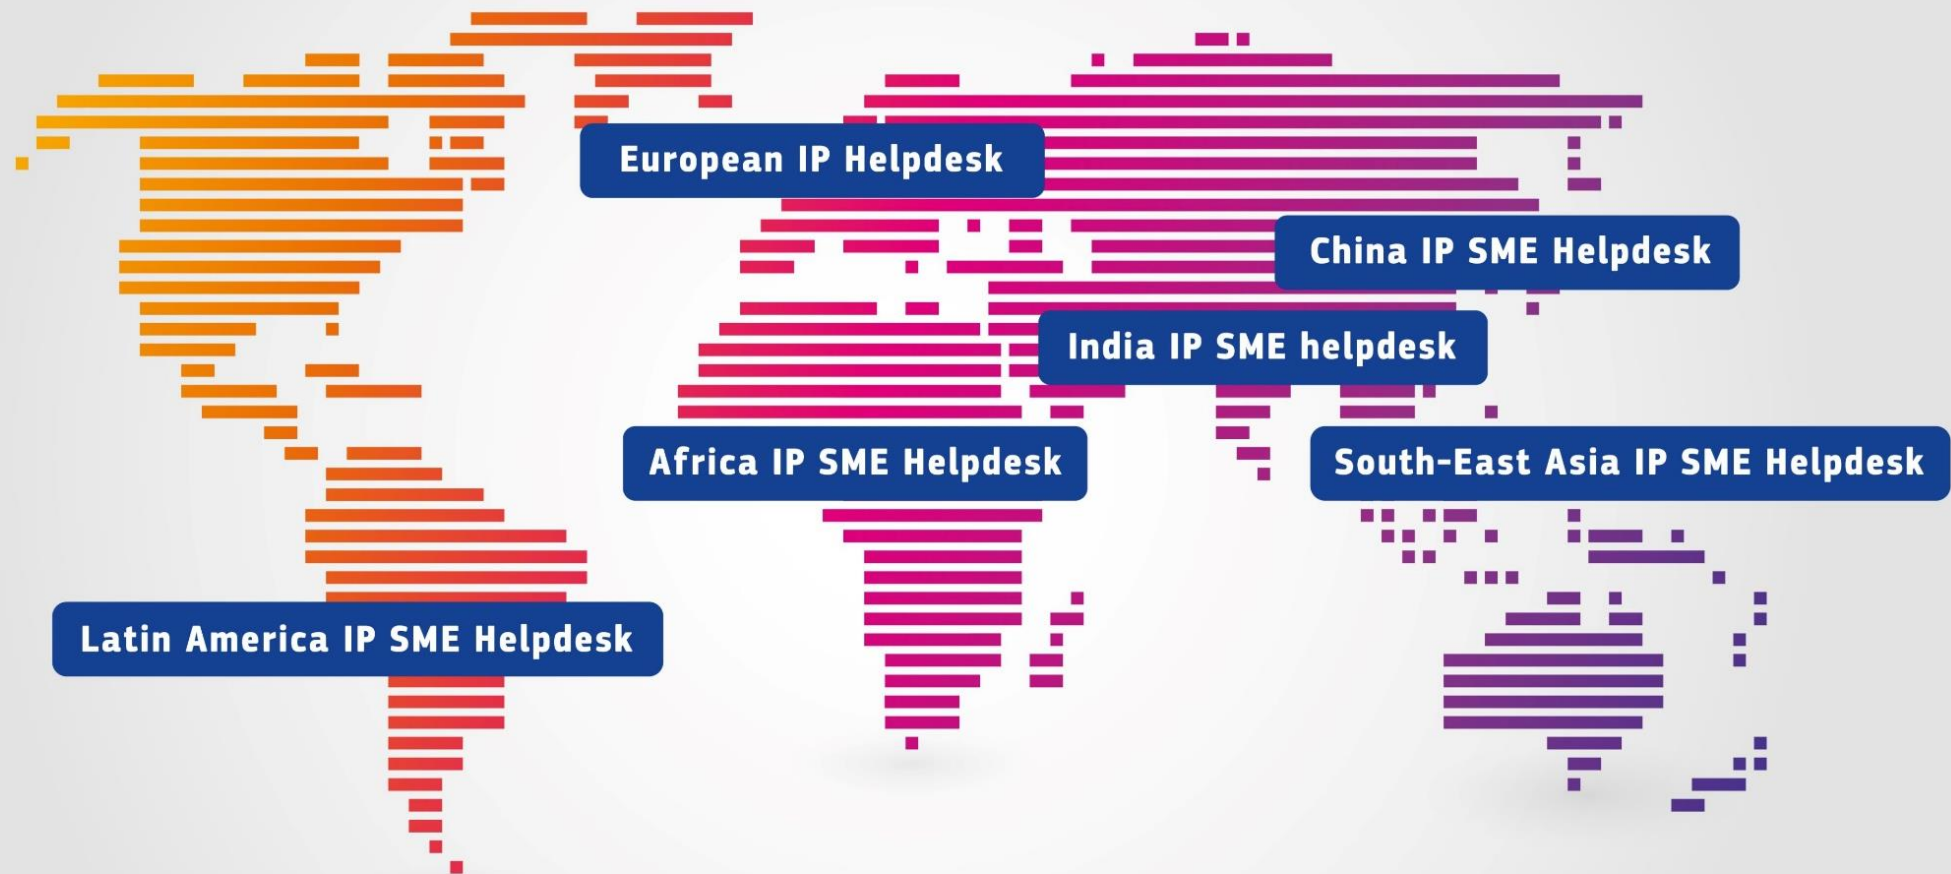 European IP Helpdesk
China IP SME Helpdesk
India IP SME helpdesk
Africa IP SME Helpdesk
South-East Asia IP SME Helpdesk
Latin America IP SME Helpdesk